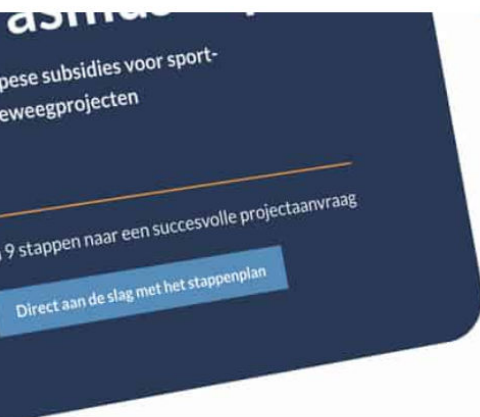 pese subsidies voor sport-
eweegprojecten
9 stappen naar een succesvolle projectaanvraag
Direct aan de slag met het stappenplan